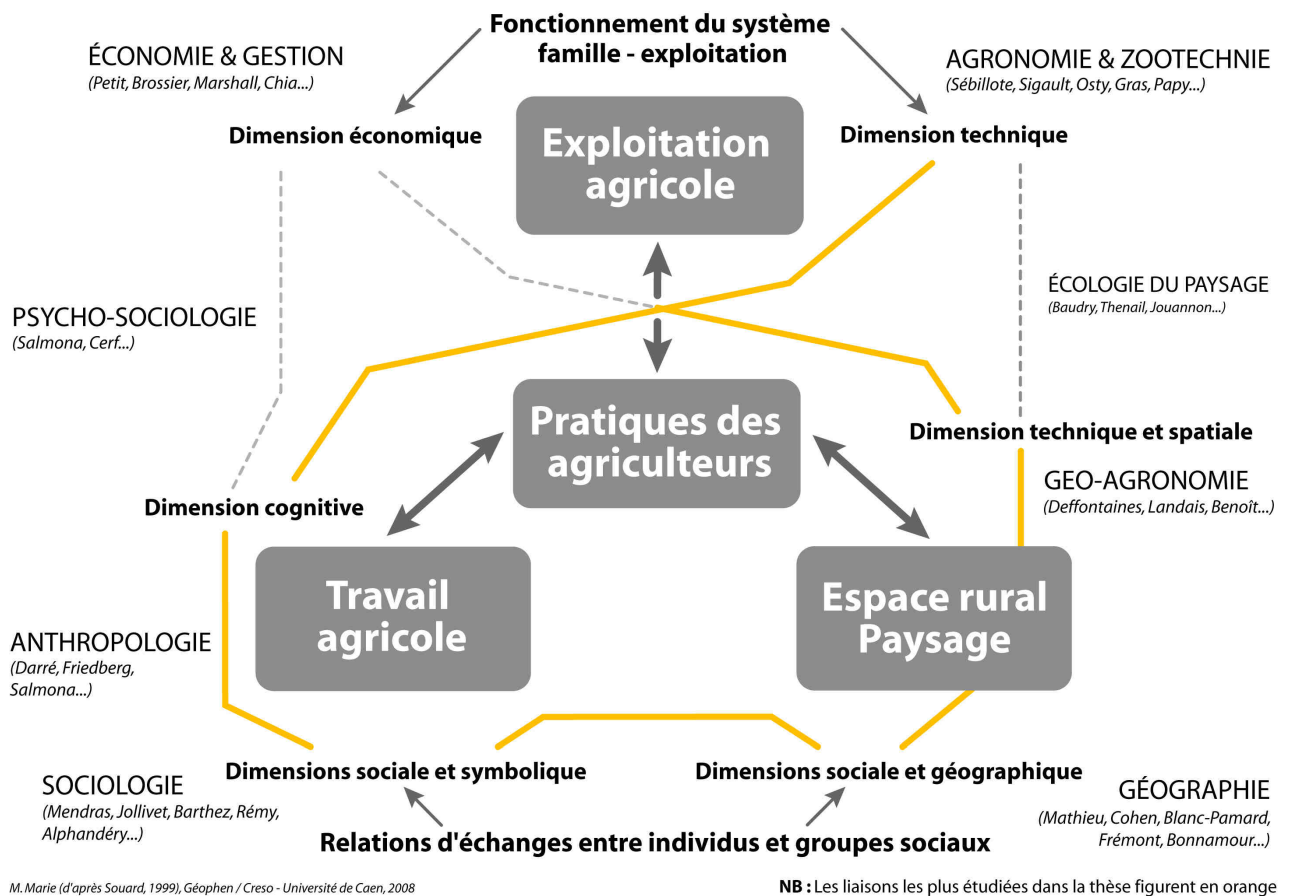 Fonctionnement du système
famille - exploitation
ÉCONOMIE & GESTION
(Petit, Brossier, Marshall, Chia...)
AGRONOMIE & ZOOTECHNIE
(Sébillote, Sigault, Osty, Gras, Papy...)
Dimension économique
Exploitation
agricole
Dimension technique
ÉCOLOGIE DU PAYSAGE
(Baudry, Thenail, Jouannon...)
PSYCHO-SOCIOLOGIE
(Salmona, Cerf...)
Pratiques des
agriculteurs
Dimension technique et spatiale
GEO-AGRONOMIE
(Deffontaines, Landais, Benoît...)
Dimension cognitive
Travail
agricole
Espace rural
Paysage
ANTHROPOLOGIE
(Darré, Friedberg,
Salmona...)
Dimensions sociale et symbolique
Dimensions sociale et géographique
SOCIOLOGIE
(Mendras, Jollivet, Barthez, Rémy,
Alphandéry...)
GÉOGRAPHIE
(Mathieu, Cohen, Blanc-Pamard,
Frémont, Bonnamour...)
Relations d'échanges entre individus et groupes sociaux
M. Marie (d'après Souard, 1999), Géophen / Creso - Université de Caen, 2008
NB : Les liaisons les plus étudiées dans la thèse figurent en orange